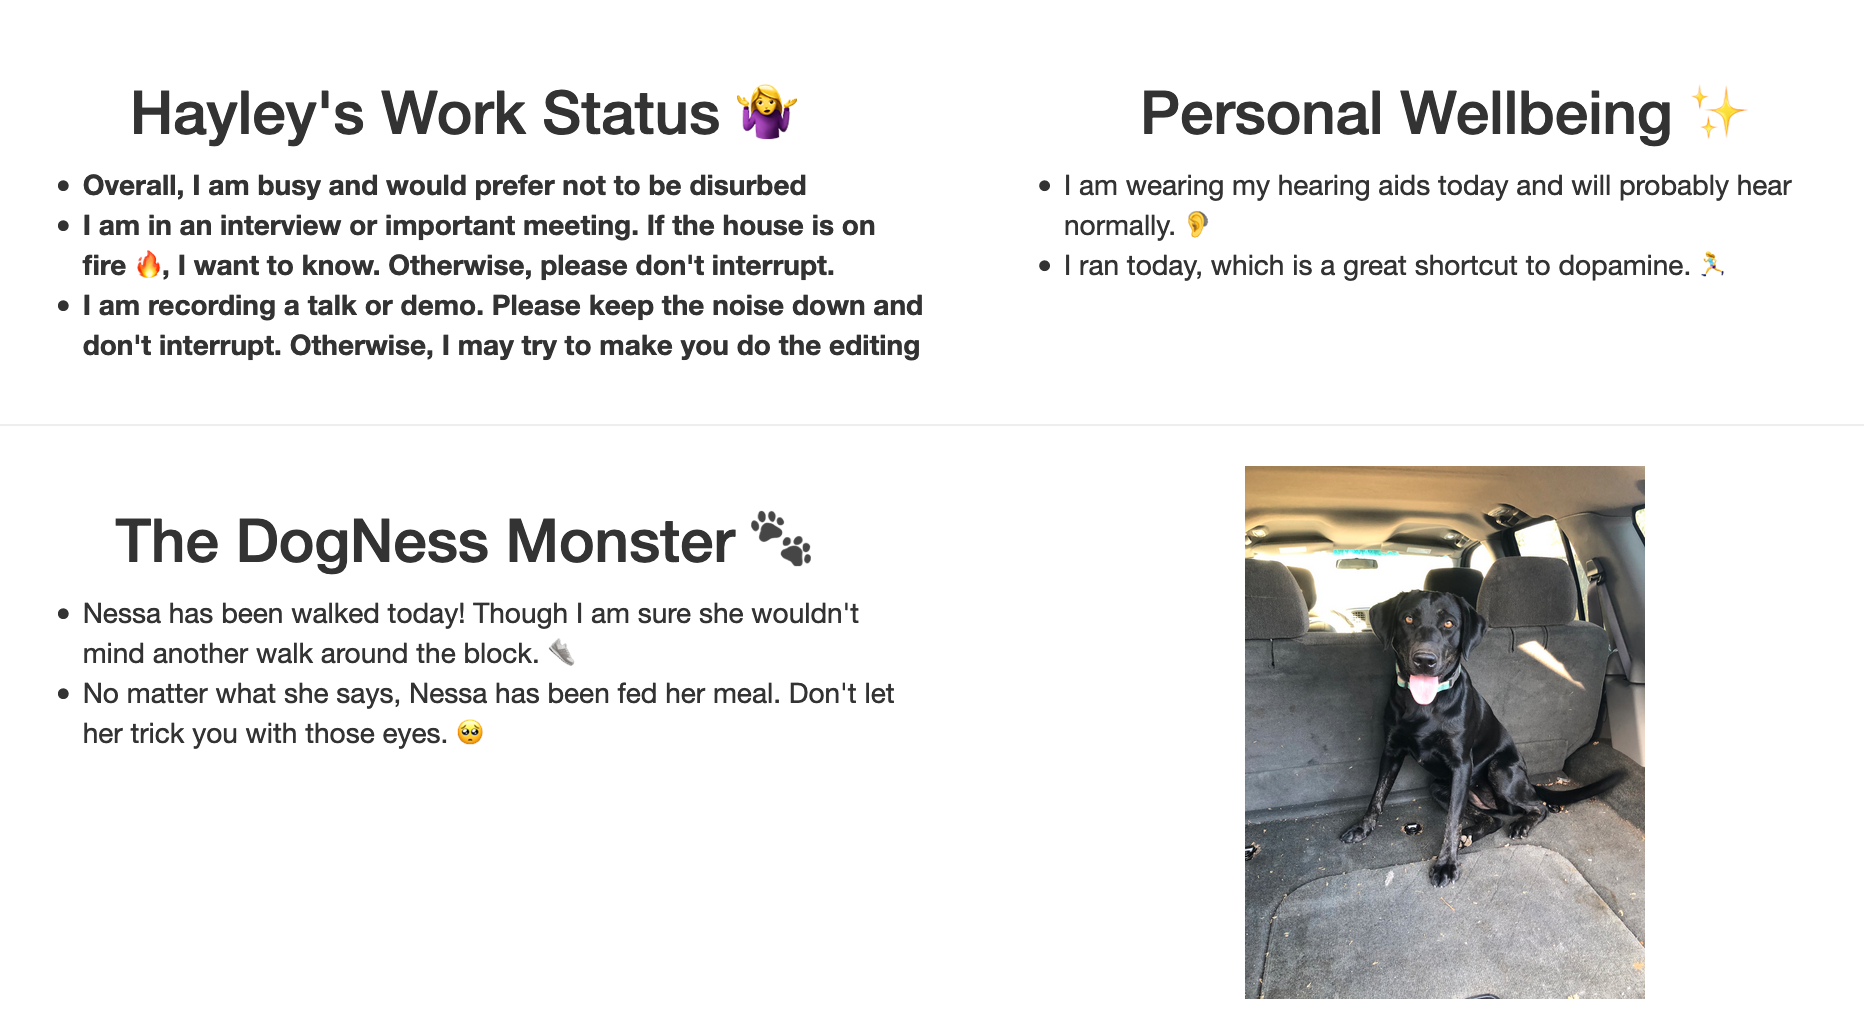 Hayley's Work Status 🤷‍♀️
Overall, I am busy and would prefer not to be disurbed
I am in an interview or important meeting. If the house is on
fire 🔥, I want to know. Otherwise, please don't interrupt.
I am recording a talk or demo. Please keep the noise down and
don't interrupt. Otherwise, I may try to make you do the editing
Personal Wellbeing ✨
I am wearing my hearing aids today and will probably hear
normally. 🦻
I ran today, which is a great shortcut to dopamine. 🏃‍♀️
The DogNess Monster 🐾
Nessa has been walked today! Though I am sure she wouldn't
mind another walk around the block. 👟
No matter what she says, Nessa has been fed her meal. Don't let
her trick you with those eyes. 🥺